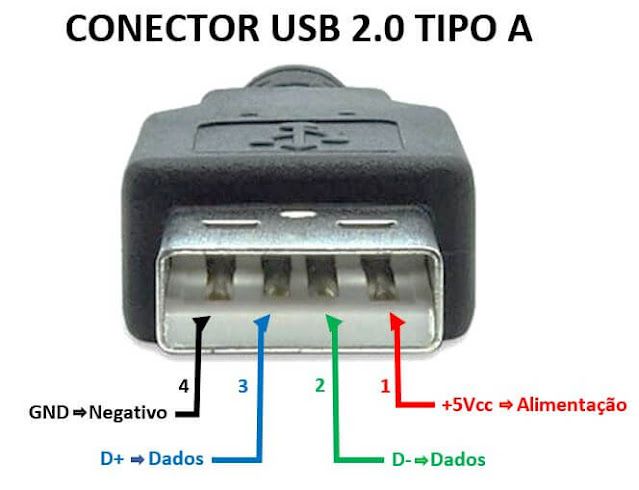 CONECTOR USB 2.0 TIPO A
4 3 2 1
GND ⇨ Negativo
+5Vcc ⇨ Alimentação
D+ ⇨ Dados
D- ⇨ Dados